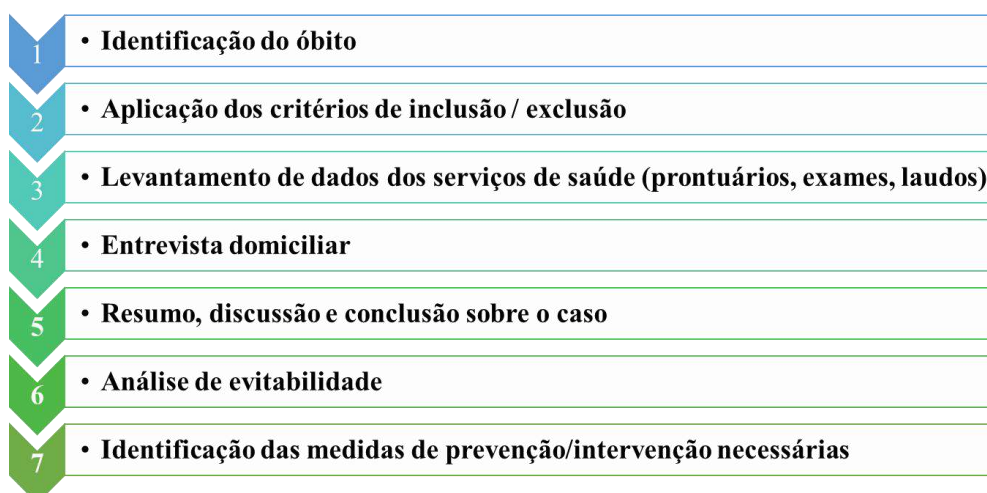 1 • Identificação do óbito
2 • Aplicação dos critérios de inclusão / exclusão
3 • Levantamento de dados dos serviços de saúde (prontuários, exames, laudos)
4 • Entrevista domiciliar
5 • Resumo, discussão e conclusão sobre o caso
6 • Análise de evitabilidade
7 • Identificação das medidas de prevenção/intervenção necessárias